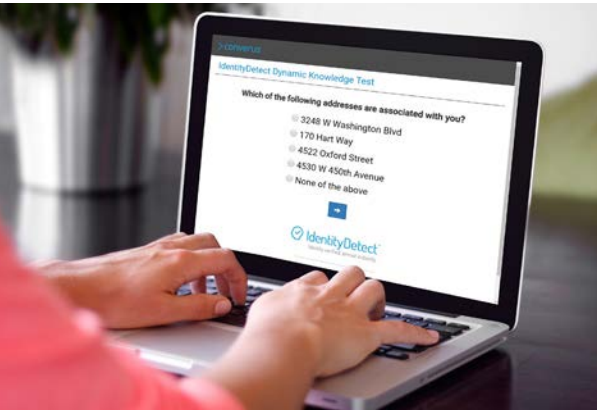 converus
IdentityDetect Dynamic Knowledge Test
Which of the following addresses are associated with you?
3248 W Washington Blvd
170 Hart Way
4522 Oxford Street
4530 W 450th Avenue
None of the above
IdentityDetect